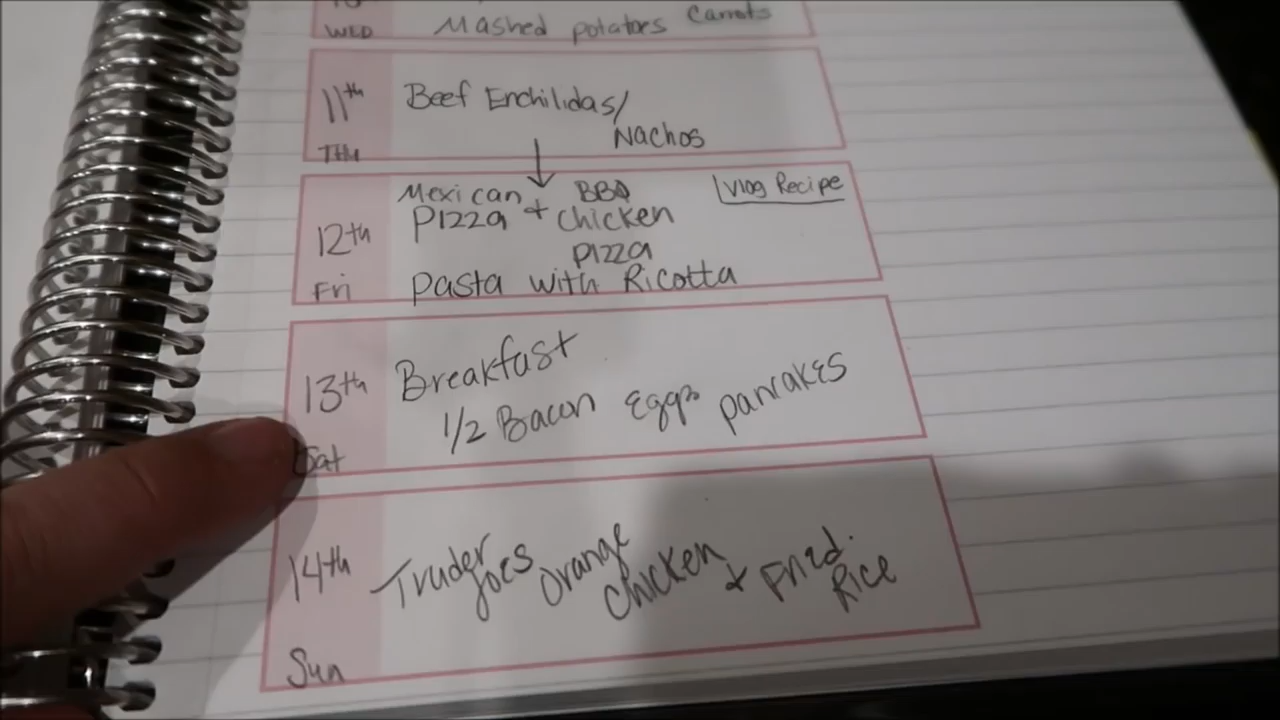 WED Mashed potatoes Carrots
11th Beef Enchilidas/
Nachos
THu
Mexican BBQ Vlog Recipe
Pizza + Chicken
12th pizza
Fri Pasta with Ricotta
13th Breakfast
1/2 Bacon Eggs pancakes
Sat
14th Trader Joes Orange Chicken + Fried Rice
Sun